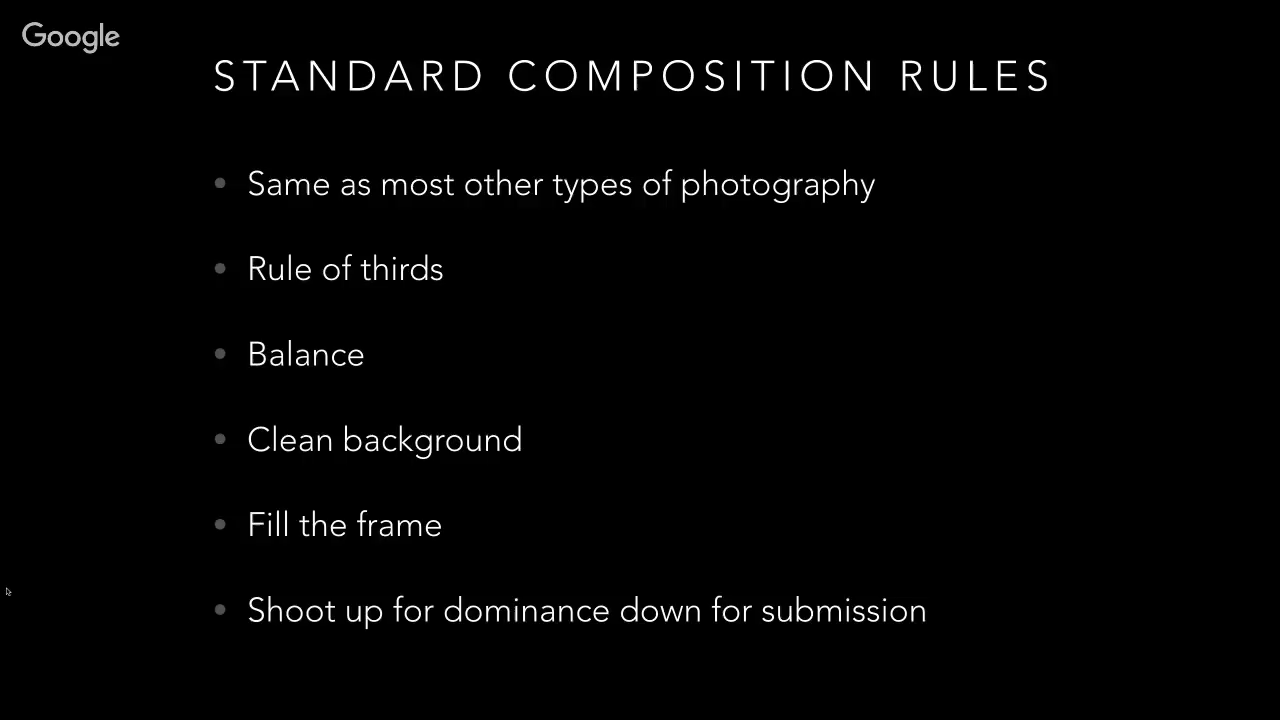 Google
STANDARD COMPOSITION RULES
• Same as most other types of photography
• Rule of thirds
• Balance
• Clean background
• Fill the frame
• Shoot up for dominance down for submission